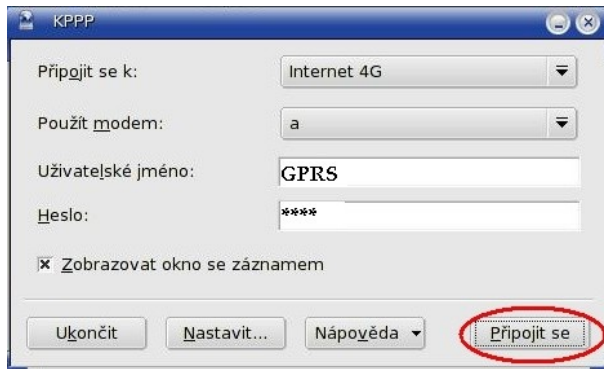 KPPP
Připojit se k: Internet 4G
Použít modem: a
Uživatelské jméno: GPRS
Heslo: ****
Zobrazovat okno se záznamem
Ukončit Nastavit... Nápověda Připojit se